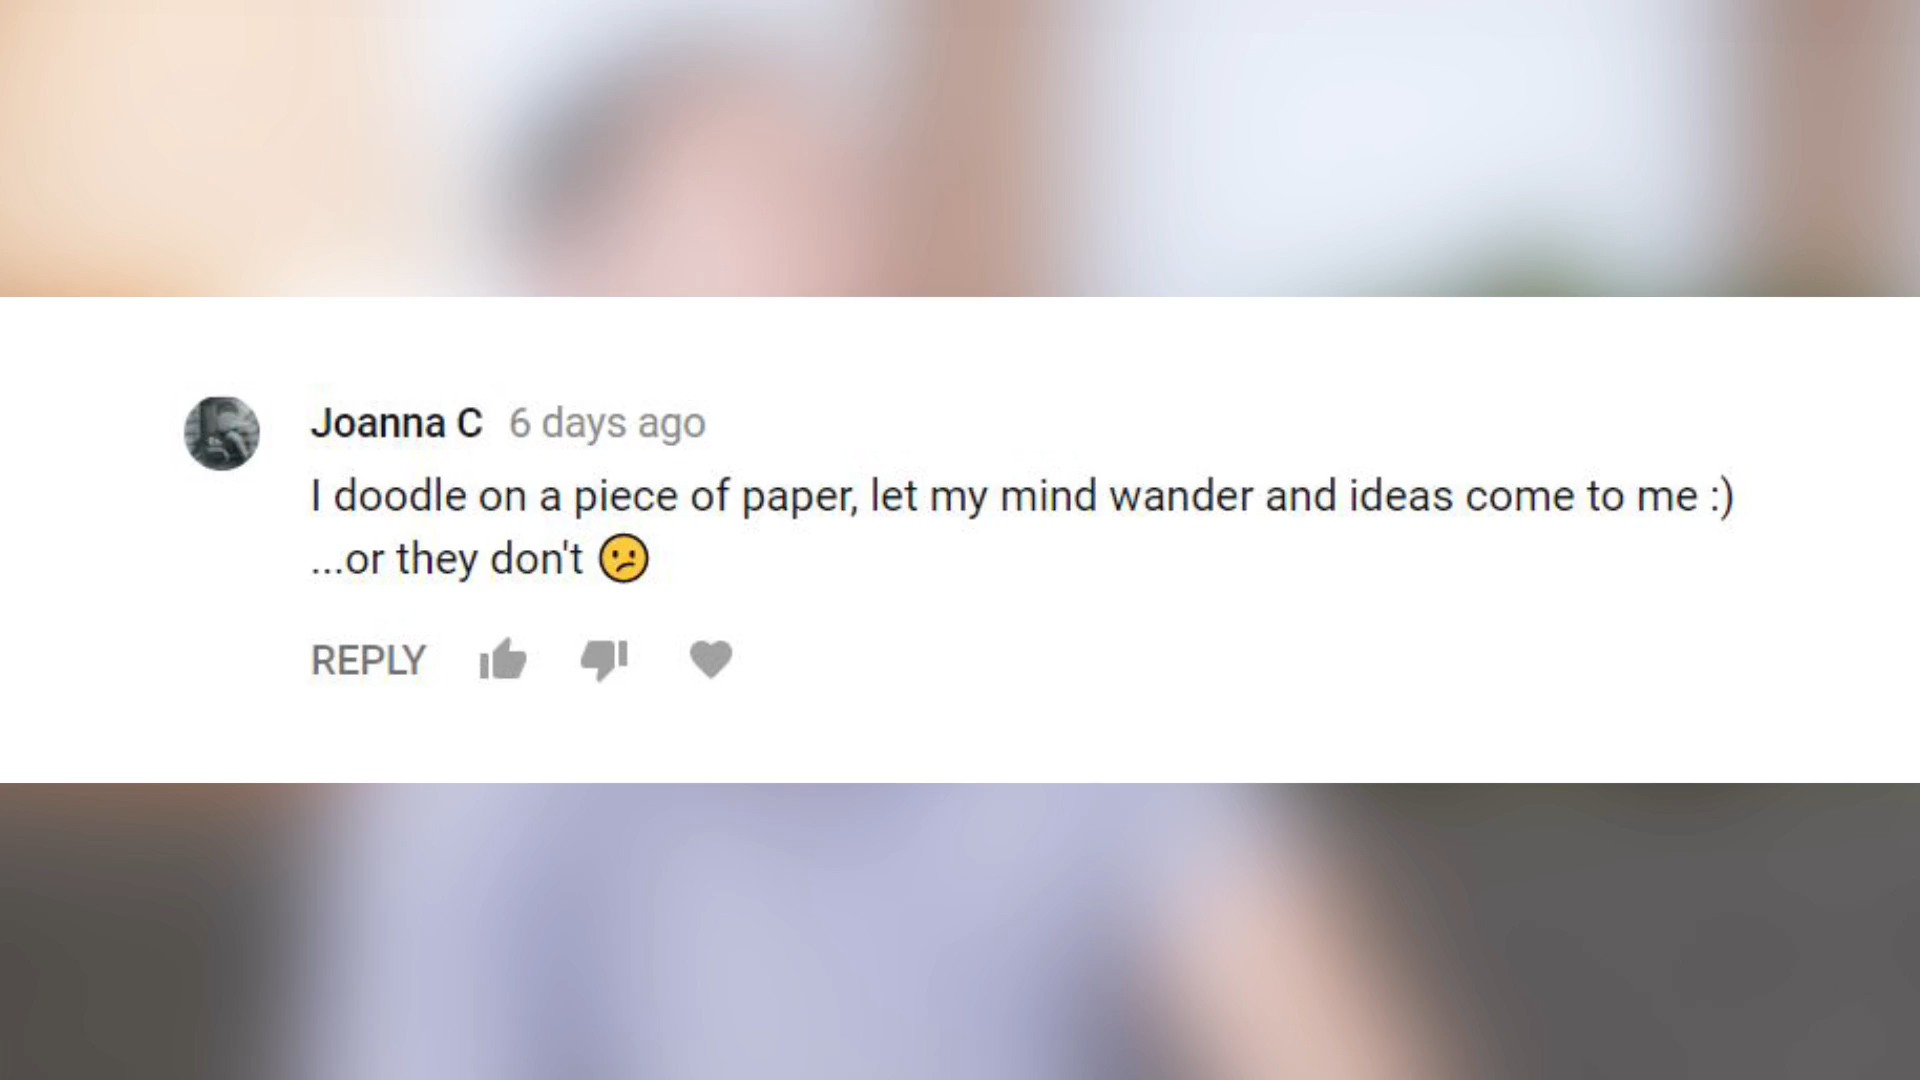 Joanna C 6 days ago
I doodle on a piece of paper, let my mind wander and ideas come to me :)
...or they don't 😕
REPLY